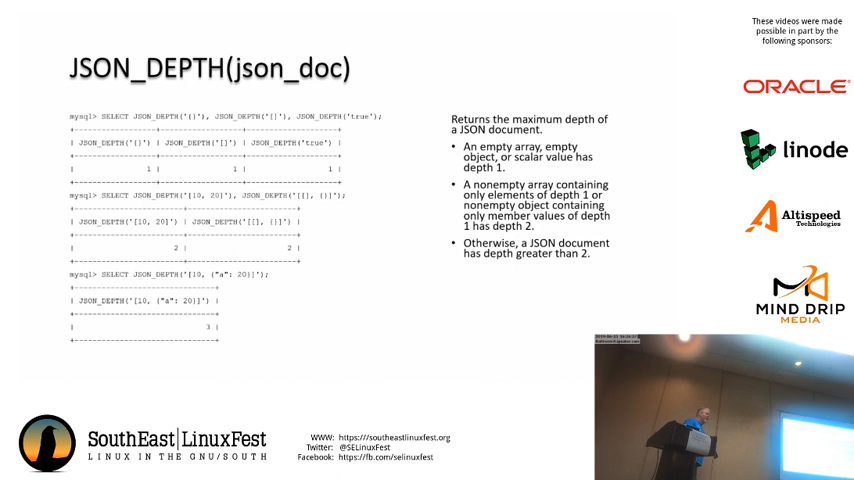 These videos were made
possible in part by the
following sponsors:
JSON_DEPTH(json_doc)
ORACLE
mysql> SELECT JSON_DEPTH('{}'), JSON_DEPTH('[]'), JSON_DEPTH('true');
+------------------+------------------+--------------------+
| JSON_DEPTH('{}') | JSON_DEPTH('[]') | JSON_DEPTH('true') |
+------------------+------------------+--------------------+
| 1 | 1 | 1 |
+------------------+------------------+--------------------+
mysql> SELECT JSON_DEPTH('[10, 20]'), JSON_DEPTH('[[], {}]');
+------------------------+------------------------+
| JSON_DEPTH('[10, 20]') | JSON_DEPTH('[[], {}]') |
+------------------------+------------------------+
| 2 | 2 |
+------------------------+------------------------+
mysql> SELECT JSON_DEPTH('[10, {"a": 20}]');
+-------------------------------+
| JSON_DEPTH('[10, {"a": 20}]') |
+-------------------------------+
| 3 |
+-------------------------------+
Returns the maximum depth of
a JSON document.
• An empty array, empty
object, or scalar value has
depth 1.
• A nonempty array containing
only elements of depth 1 or
nonempty object containing
only member values of depth
1 has depth 2.
• Otherwise, a JSON document
has depth greater than 2.
linode
Altispeed
Technologies
MIND DRIP
MEDIA
SouthEast|LinuxFest
LINUX IN THE GNU/SOUTH
WWW: https://southeastlinuxfest.org
Twitter: @SELinuxFest
Facebook: https://fb.com/selinuxfest